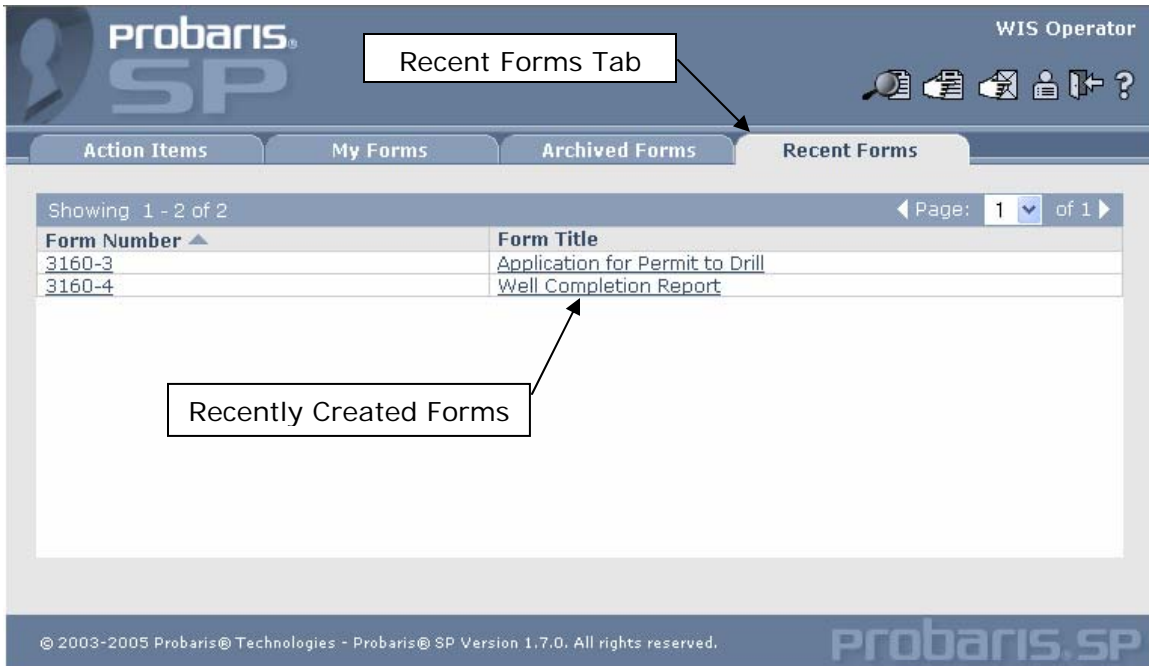 Probaris®
SP
WIS Operator
Recent Forms Tab
?
Action Items My Forms Archived Forms Recent Forms
Showing 1 - 2 of 2 Page: 1 of 1
Form Number Form Title
3160-3 Application for Permit to Drill
3160-4 Well Completion Report
Recently Created Forms
© 2003-2005 Probaris® Technologies - Probaris® SP Version 1.7.0. All rights reserved.
probaris.sp